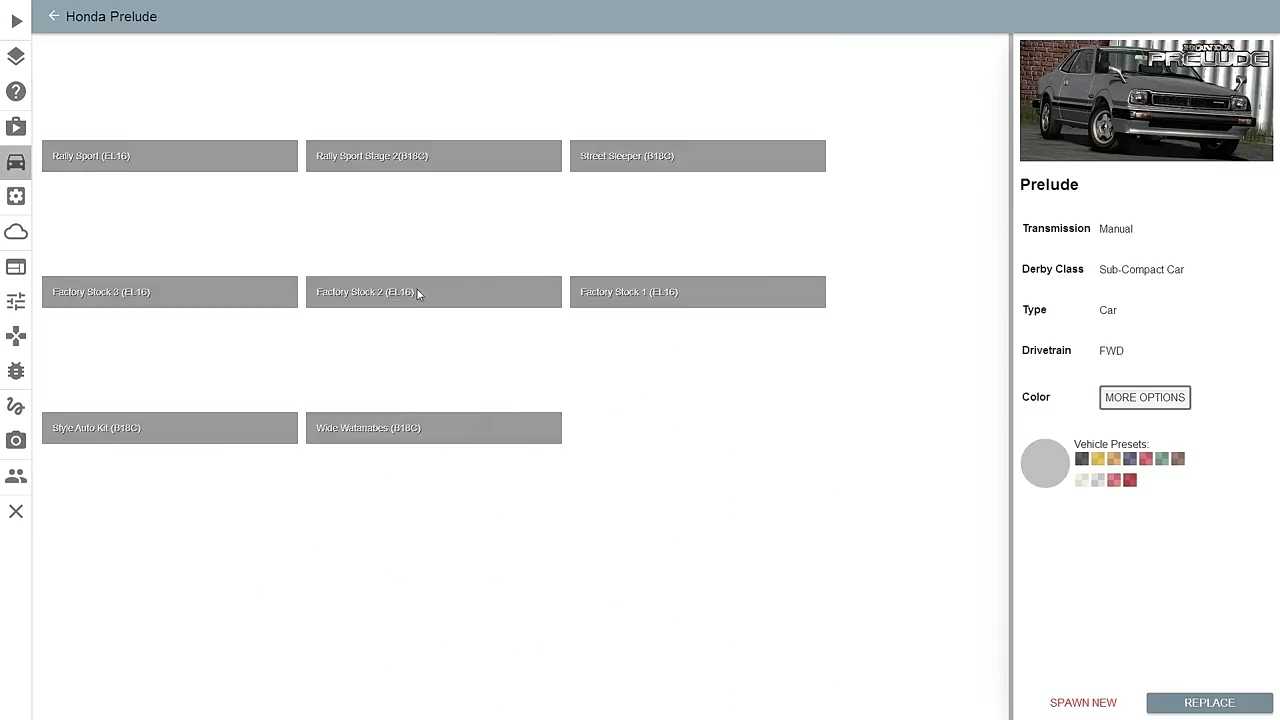 Honda Prelude
HONDA
PRELUDE
Rally Sport (EL16)
Rally Sport Stage 2(B18C)
Street Sleeper (B18C)
Factory Stock 3 (EL16)
Factory Stock 2 (EL16)
Factory Stock 1 (EL16)
Style Auto Kit (B18C)
Wide Watanabes (B18C)
Prelude
Transmission Manual
Derby Class Sub-Compact Car
Type Car
Drivetrain FWD
Color MORE OPTIONS
Vehicle Presets:
SPAWN NEW
REPLACE